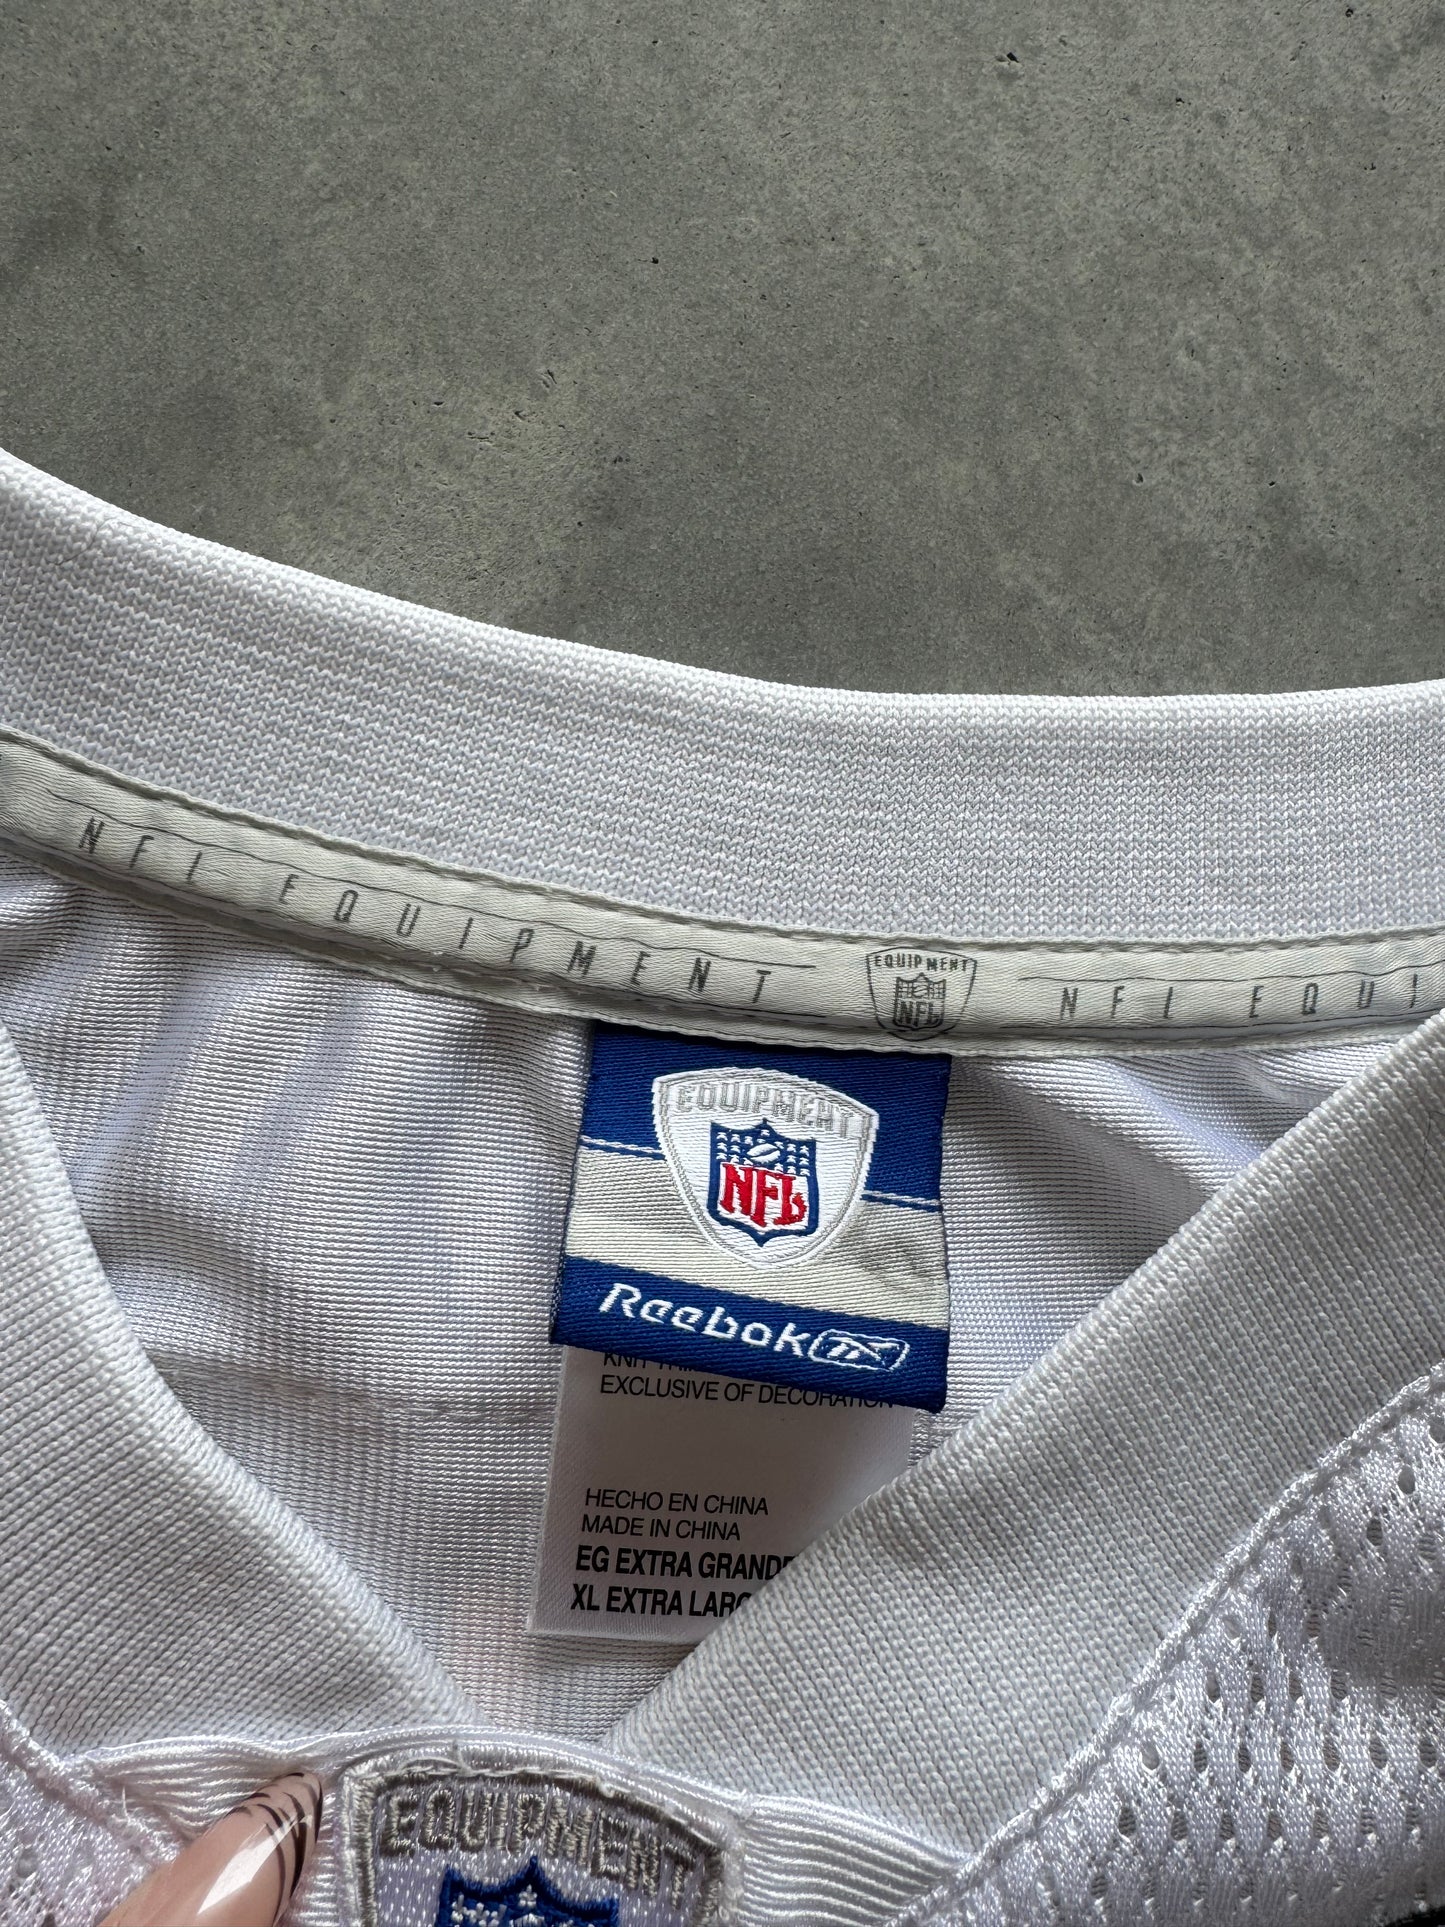 NFL EQUIPMENT
EQUIPMENT
NFL
NFL EQUI
EQUIPMENT
NFL
Reebok
EXCLUSIVE OF DECORATION
HECHO EN CHINA
MADE IN CHINA
EG EXTRA GRANDE
XL EXTRA LARG
EQUIPMENT